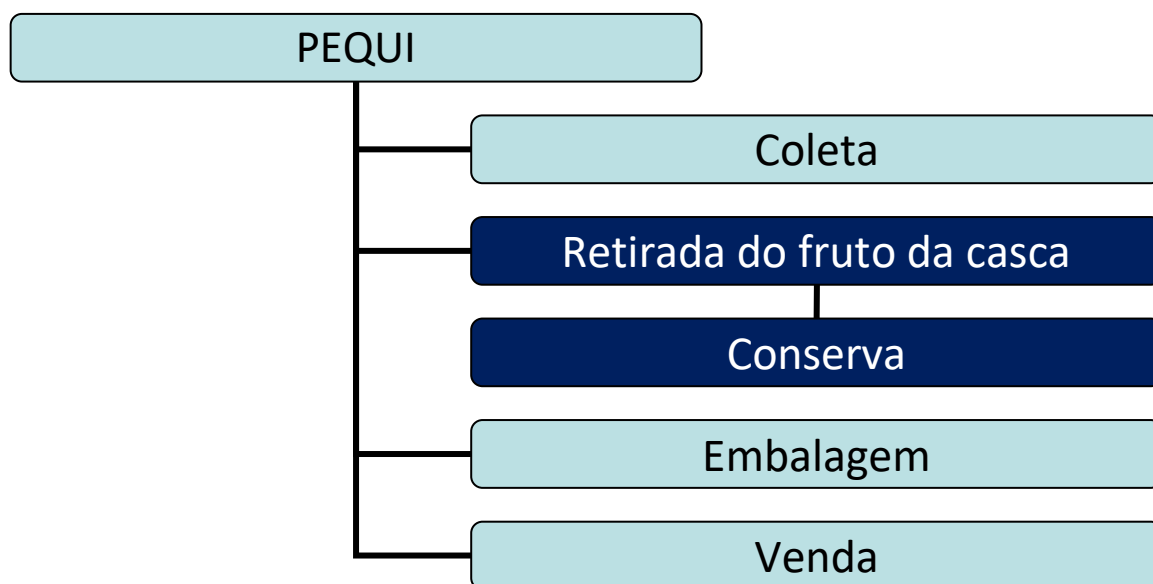 PEQUI
Coleta
Retirada do fruto da casca
Conserva
Embalagem
Venda